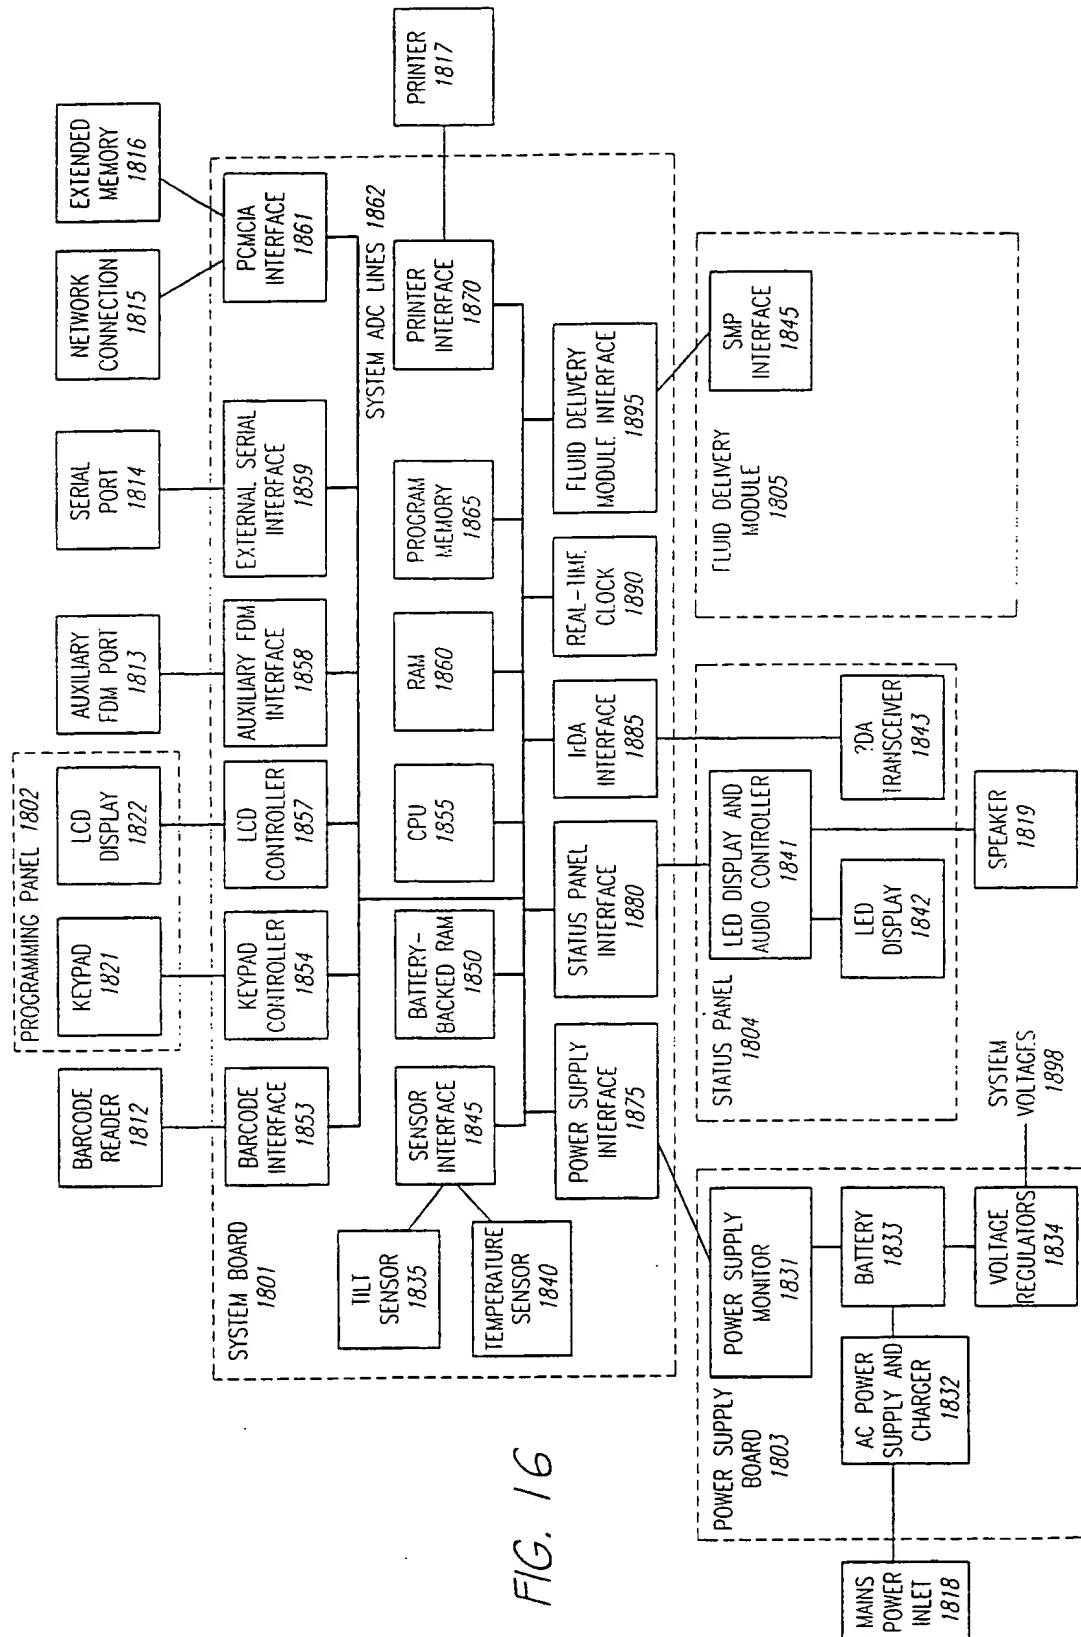 PROGRAMMING PANEL 1802
BARCODE
READER
1812
KEYPAD
1821
LCD
DISPLAY
1822
AUXILIARY
FDM PORT
1813
SERIAL
PORT
1814
NETWORK
CONNECTION
1815
EXTENDED
MEMORY
1816
SYSTEM BOARD
1801
BARCODE
INTERFACE
1853
KEYPAD
CONTROLLER
1854
LCD
CONTROLLER
1857
AUXILIARY FDM
INTERFACE
1858
EXTERNAL SERIAL
INTERFACE
1859
PCMCIA
INTERFACE
1861
SYSTEM ADC LINES 1862
TILT
SENSOR
1835
TEMPERATURE
SENSOR
1840
SENSOR
INTERFACE
1845
BATTERY-
BACKED RAM
1850
CPU
1855
RAM
1860
PROGRAM
MEMORY
1865
PRINTER
INTERFACE
1870
PRINTER
1817
POWER SUPPLY
INTERFACE
1875
STATUS PANEL
INTERFACE
1880
IrDA
INTERFACE
1885
REAL-TIME
CLOCK
1890
FLUID DELIVERY
MODULE INTERFACE
1895
POWER SUPPLY
BOARD
1803
POWER SUPPLY
MONITOR
1831
MAINS
POWER
INLET
1818
AC POWER
SUPPLY AND
CHARGER
1832
BATTERY
1833
VOLTAGE
REGULATORS
1834
SYSTEM
VOLTAGES
1898
STATUS PANEL
1804
LED DISPLAY AND
AUDIO CONTROLLER
1841
LED
DISPLAY
1842
?DA
TRANSCEIVER
1843
SPEAKER
1819
FLUID DELIVERY
MODULE
1805
SMP
INTERFACE
1845
FIG. 16